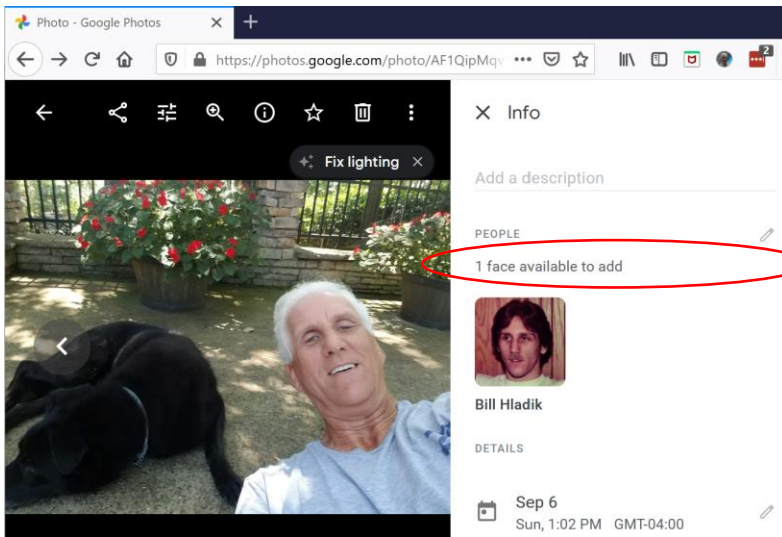 Photo - Google Photos
https://photos.google.com/photo/AF1QipMqv
2
Info
Fix lighting
Add a description
PEOPLE
1 face available to add
Bill Hladik
DETAILS
Sep 6
Sun, 1:02 PM GMT-04:00